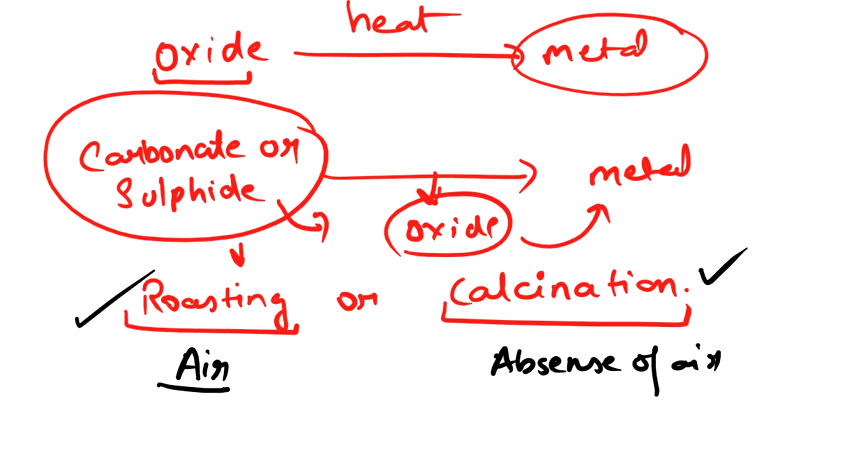 heat
oxide metal
Carbonate or
Sulphide metal
oxide
Roasting or Calcination.
Air Absense of air